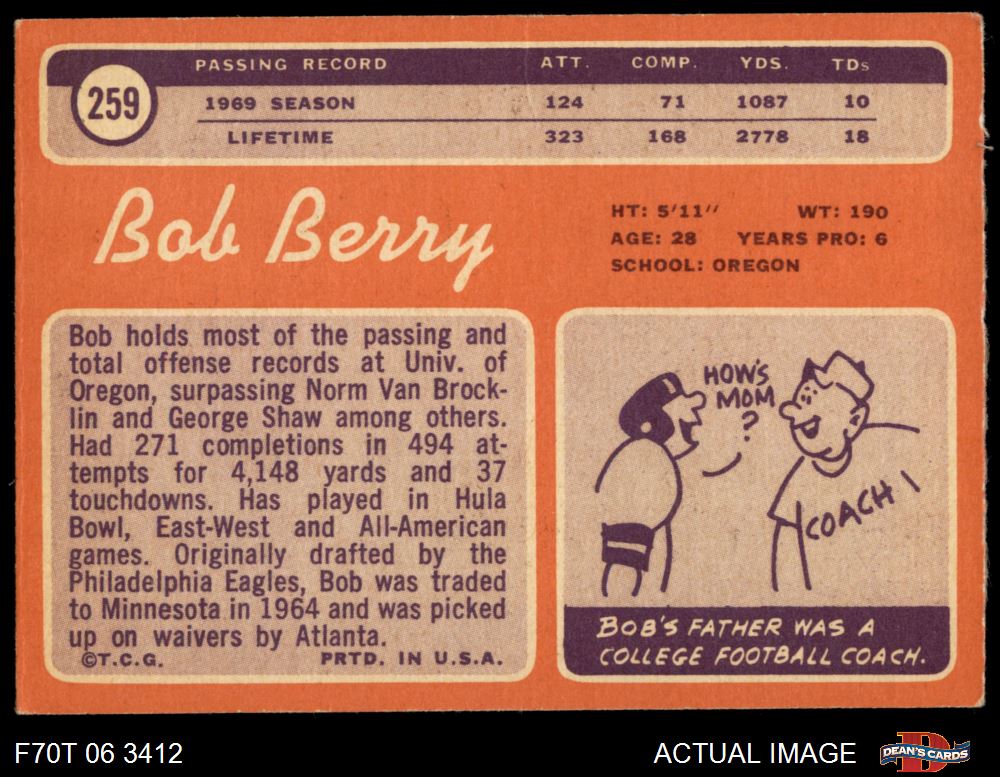 259
PASSING RECORD ATT. COMP. YDS. TDs
1969 SEASON 124 71 1087 10
LIFETIME 323 168 2778 18
Bob Berry
HT: 5'11" WT: 190
AGE: 28 YEARS PRO: 6
SCHOOL: OREGON
Bob holds most of the passing and
total offense records at Univ. of
Oregon, surpassing Norm Van Brock-
lin and George Shaw among others.
Had 271 completions in 494 at-
tempts for 4,148 yards and 37
touchdowns. Has played in Hula
Bowl, East-West and All-American
games. Originally drafted by the
Philadelphia Eagles, Bob was traded
to Minnesota in 1964 and was picked
up on waivers by Atlanta.
©T.C.G. PRTD. IN U.S.A.
HOW'S
MOM
?
COACH
BOB'S FATHER WAS A
COLLEGE FOOTBALL COACH.
F70T 06 3412
ACTUAL IMAGE
D
DEAN'S CARDS